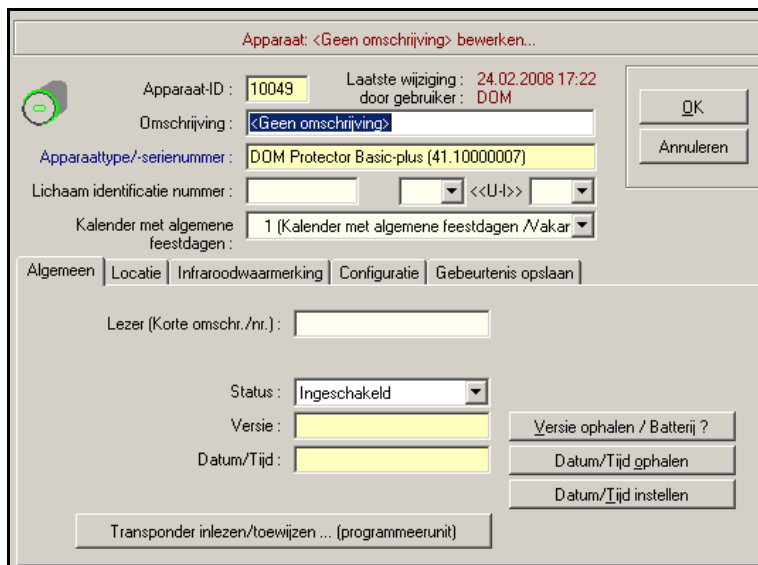 Apparaat: <Geen omschrijving> bewerken...
Apparaat-ID : 10049 Laatste wijziging : 24.02.2008 17:22
door gebruiker : DOM
Omschrijving : <Geen omschrijving>
Apparaattype/-serienummer : DOM Protector Basic-plus (41.10000007)
Lichaam identificatie nummer : <<U-I>>
Kalender met algemene feestdagen : 1 (Kalender met algemene feestdagen /Vakar
OK
Annuleren
Algemeen Locatie Infraroodwaarmerking Configuratie Gebeurtenis opslaan
Lezer (Korte omschr./nr.) :
Status : Ingeschakeld
Versie : Versie ophalen / Batterij ?
Datum/Tijd : Datum/Tijd ophalen
Datum/Tijd instellen
Transponder inlezen/toewijzen ... (programmeerunit)